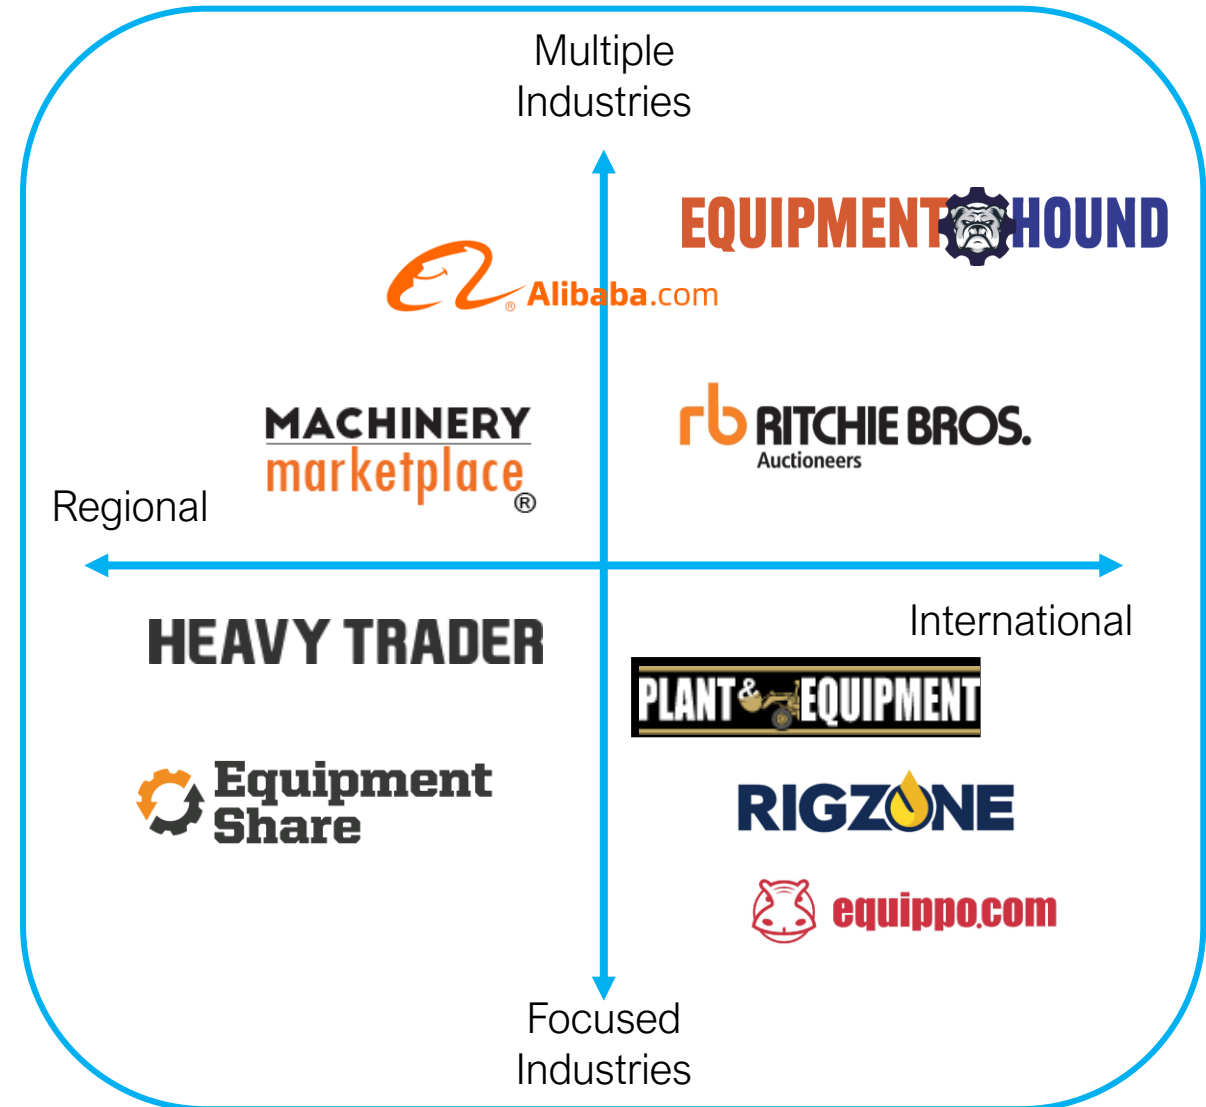 Multiple
Industries
EQUIPMENT HOUND
® Alibaba.com
MACHINERY
marketplace
®
rb RITCHIE BROS.
Auctioneers
Regional
International
HEAVY TRADER
PLANT & EQUIPMENT
Equipment
Share
RIGZONE
equippo.com
Focused
Industries